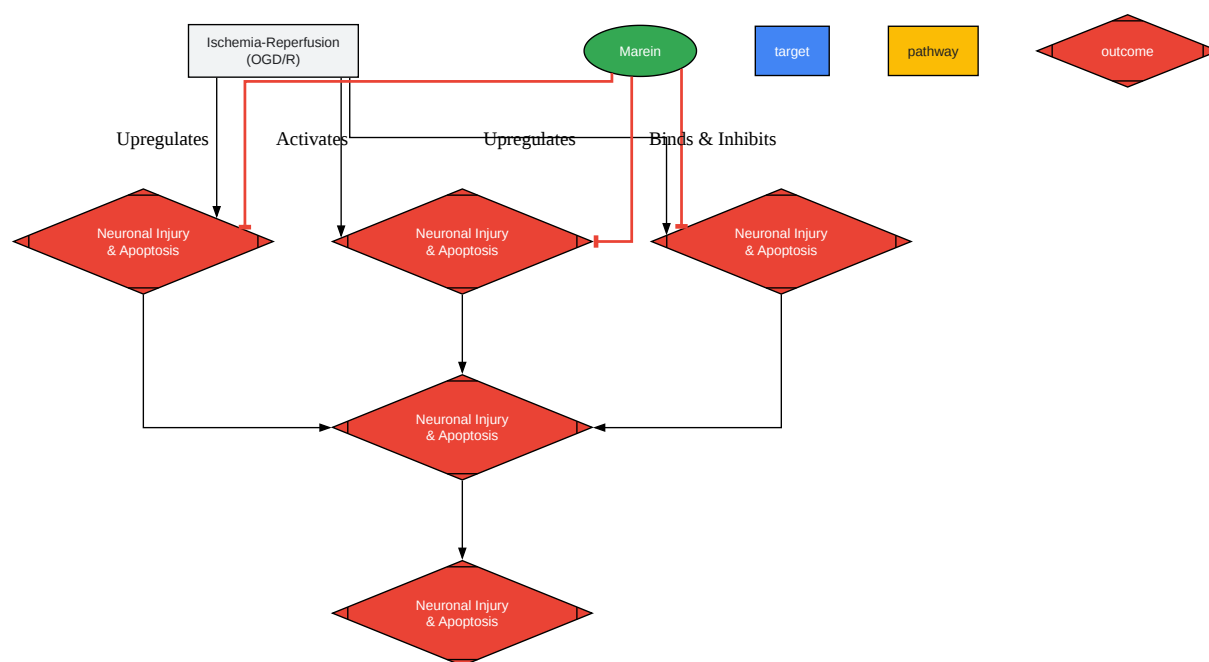 Ischemia-Reperfusion
(OGD/R)
Marein
target
pathway
outcome
Upregulates
Activates
Upregulates
Binds & Inhibits
Neuronal Injury
& Apoptosis
Neuronal Injury
& Apoptosis
Neuronal Injury
& Apoptosis
Neuronal Injury
& Apoptosis
Neuronal Injury
& Apoptosis